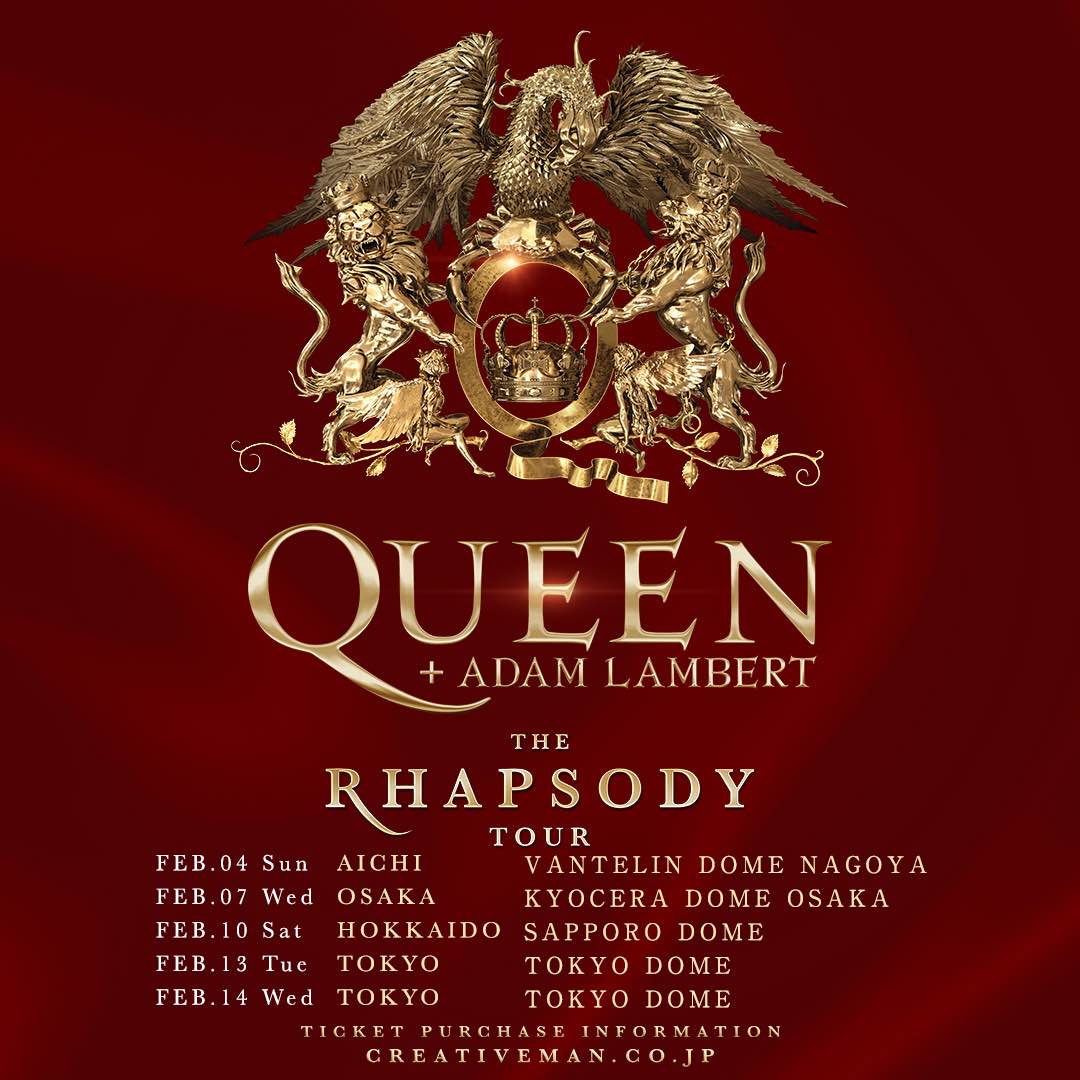 QUEEN
+ ADAM LAMBERT
THE
RHAPSODY
TOUR
FEB.04 Sun AICHI VANTELIN DOME NAGOYA
FEB.07 Wed OSAKA KYOCERA DOME OSAKA
FEB.10 Sat HOKKAIDO SAPPORO DOME
FEB.13 Tue TOKYO TOKYO DOME
FEB.14 Wed TOKYO TOKYO DOME
TICKET PURCHASE INFORMATION
CREATIVEMAN.CO.JP